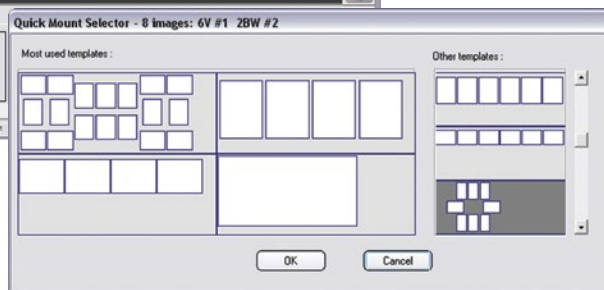 Quick Mount Selector - 8 images: 6V #1 2BW #2
Most used templates :
Other templates :
OK
Cancel